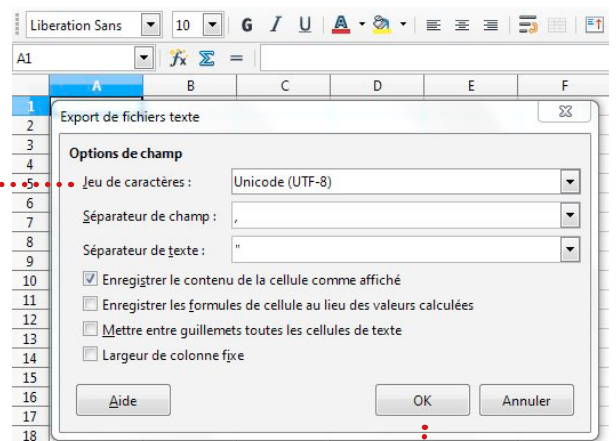 Liberation Sans 10 G I U A
A1 fx Σ =
A B C D E F
1
2
3
4
5
6
7
8
9
10
11
12
13
14
15
16
17
18
Export de fichiers texte
Options de champ
Jeu de caractères : Unicode (UTF-8)
Séparateur de champ : ,
Séparateur de texte : "
Enregistrer le contenu de la cellule comme affiché
Enregistrer les formules de cellule au lieu des valeurs calculées
Mettre entre guillemets toutes les cellules de texte
Largeur de colonne fixe
Aide OK Annuler